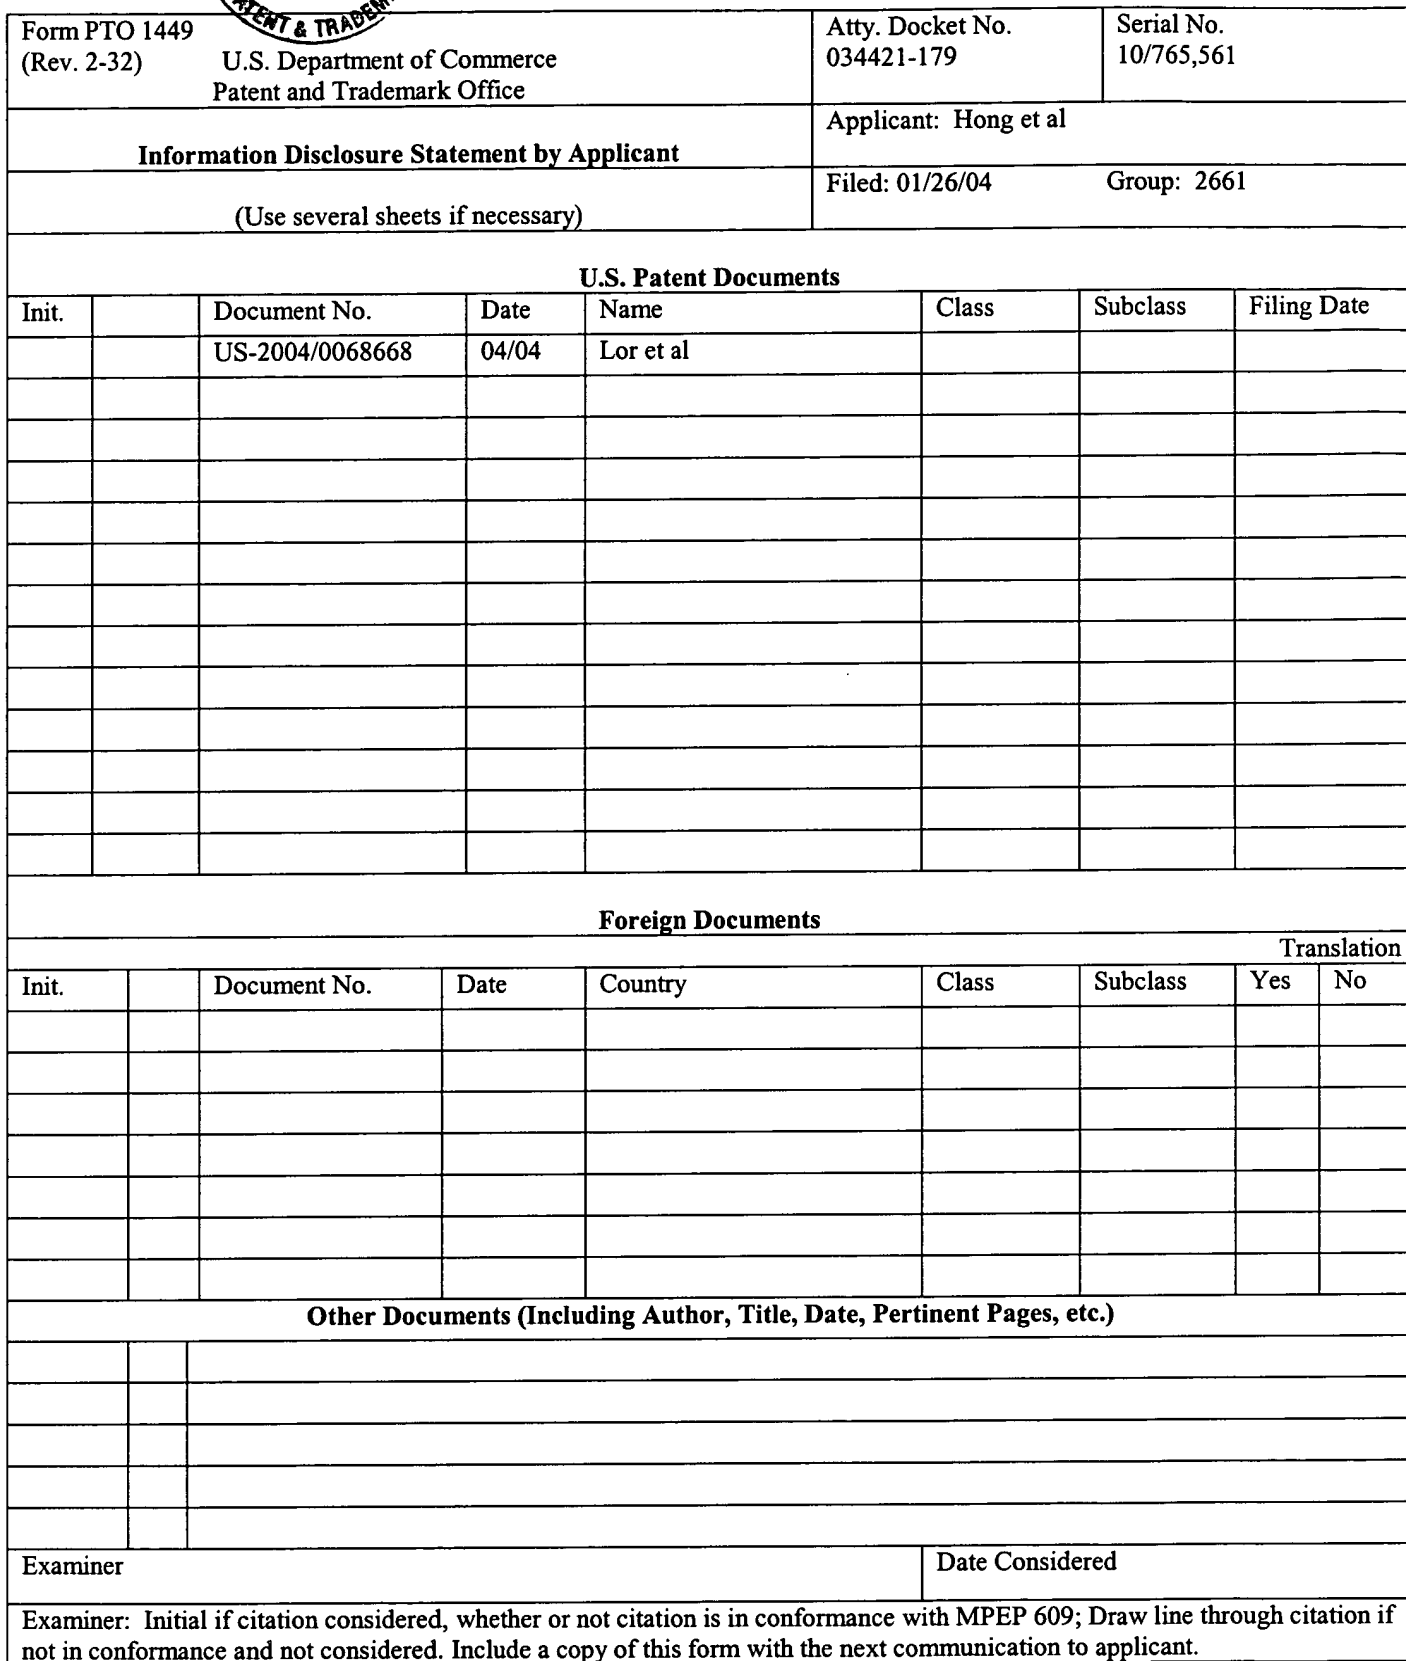 PATENT & TRADEM
Form PTO 1449
(Rev. 2-32)
U.S. Department of Commerce
Patent and Trademark Office
Atty. Docket No.
034421-179
Serial No.
10/765,561
Information Disclosure Statement by Applicant
Applicant: Hong et al
(Use several sheets if necessary)
Filed: 01/26/04 Group: 2661
U.S. Patent Documents
Init. Document No. Date Name Class Subclass Filing Date
US-2004/0068668 04/04 Lor et al
Foreign Documents
Translation
Init. Document No. Date Country Class Subclass Yes No
Other Documents (Including Author, Title, Date, Pertinent Pages, etc.)
Examiner Date Considered
Examiner: Initial if citation considered, whether or not citation is in conformance with MPEP 609; Draw line through citation if
not in conformance and not considered. Include a copy of this form with the next communication to applicant.